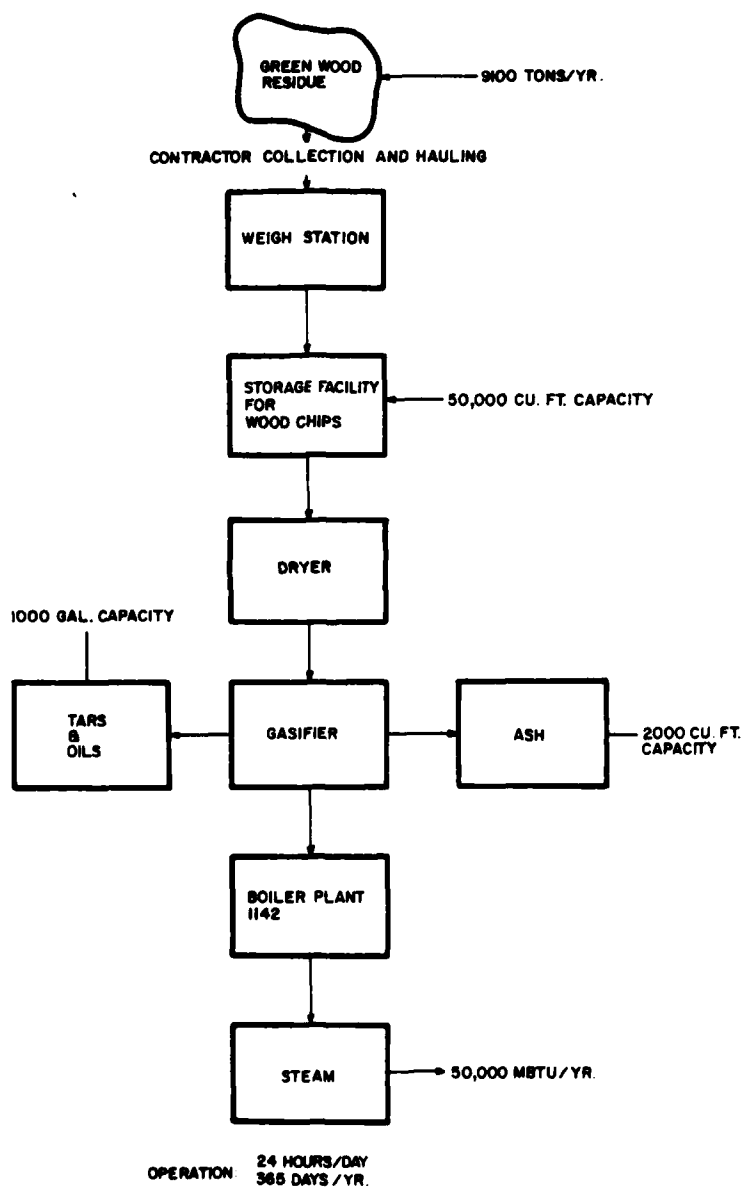 GREEN WOOD
RESIDUE
9100 TONS/YR.
CONTRACTOR COLLECTION AND HAULING
WEIGH STATION
STORAGE FACILITY
FOR
WOOD CHIPS
50,000 CU. FT. CAPACITY
DRYER
1000 GAL. CAPACITY
TARS
&
OILS
GASIFIER
ASH
2000 CU. FT.
CAPACITY
BOILER PLANT
1142
STEAM
50,000 MBTU/YR.
OPERATION: 24 HOURS/DAY
365 DAYS/YR.